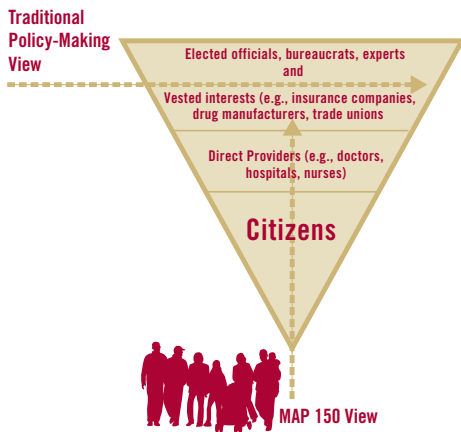 Traditional
Policy-Making
View
Elected officials, bureaucrats, experts
and
Vested interests (e.g., insurance companies,
drug manufacturers, trade unions
Direct Providers (e.g., doctors,
hospitals, nurses)
Citizens
MAP 150 View